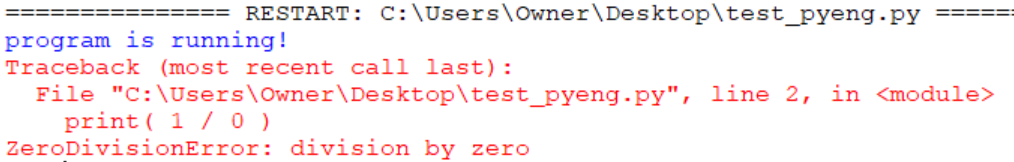 =============== RESTART: C:\Users\Owner\Desktop\test_pyeng.py ======
program is running!
Traceback (most recent call last):
  File "C:\Users\Owner\Desktop\test_pyeng.py", line 2, in <module>
    print( 1 / 0 )
ZeroDivisionError: division by zero